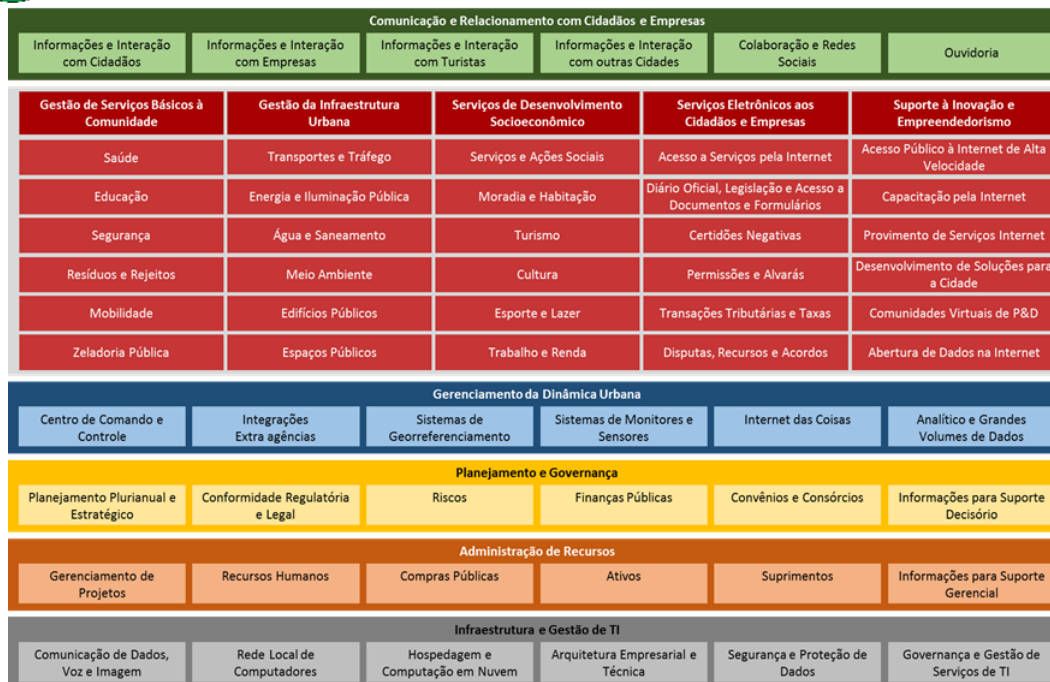 Comunicação e Relacionamento com Cidadãos e Empresas
Informações e Interação
com Cidadãos
Informações e Interação
com Empresas
Informações e Interação
com Turistas
Informações e Interação
com outras Cidades
Colaboração e Redes
Sociais
Ouvidoria
Gestão de Serviços Básicos à
Comunidade
Gestão da Infraestrutura
Urbana
Serviços de Desenvolvimento
Socioeconômico
Serviços Eletrônicos aos
Cidadãos e Empresas
Suporte à Inovação e
Empreendedorismo
Saúde
Transportes e Tráfego
Serviços e Ações Sociais
Acesso a Serviços pela Internet
Acesso Público à Internet de Alta
Velocidade
Educação
Energia e Iluminação Pública
Moradia e Habitação
Diário Oficial, Legislação e Acesso a
Documentos e Formulários
Capacitação pela Internet
Segurança
Água e Saneamento
Turismo
Certidões Negativas
Provimento de Serviços Internet
Resíduos e Rejeitos
Meio Ambiente
Cultura
Permissões e Alvarás
Desenvolvimento de Soluções para
a Cidade
Mobilidade
Edifícios Públicos
Esporte e Lazer
Transações Tributárias e Taxas
Comunidades Virtuais de P&D
Zeladoria Pública
Espaços Públicos
Trabalho e Renda
Disputas, Recursos e Acordos
Abertura de Dados na Internet
Gerenciamento da Dinâmica Urbana
Centro de Comando e
Controle
Integrações
Extra agências
Sistemas de
Georreferenciamento
Sistemas de Monitores e
Sensores
Internet das Coisas
Analítico e Grandes
Volumes de Dados
Planejamento e Governança
Planejamento Plurianual e
Estratégico
Conformidade Regulatória
e Legal
Riscos
Finanças Públicas
Convênios e Consórcios
Informações para Suporte
Decisório
Administração de Recursos
Gerenciamento de
Projetos
Recursos Humanos
Compras Públicas
Ativos
Suprimentos
Informações para Suporte
Gerencial
Infraestrutura e Gestão de TI
Comunicação de Dados,
Voz e Imagem
Rede Local de
Computadores
Hospedagem e
Computação em Nuvem
Arquitetura Empresarial e
Técnica
Segurança e Proteção de
Dados
Governança e Gestão de
Serviços de TI